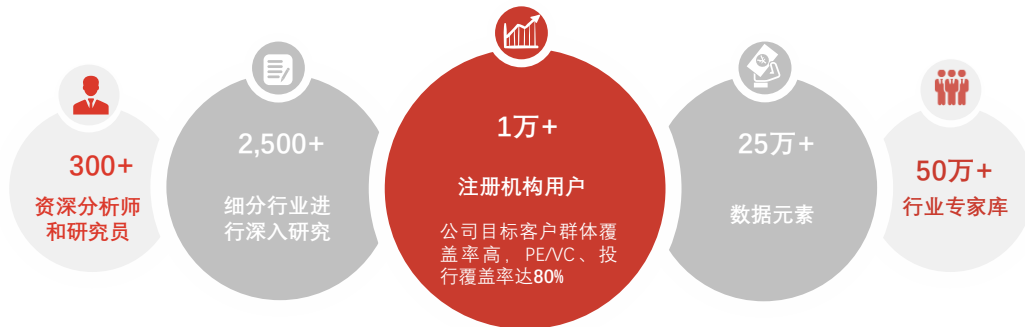 300+
资深分析师
和研究员
2,500+
细分行业进
行深入研究
1万+
注册机构用户
公司目标客户群体覆
盖率高，PE/VC、投
行覆盖率达80%
25万+
数据元素
50万+
行业专家库